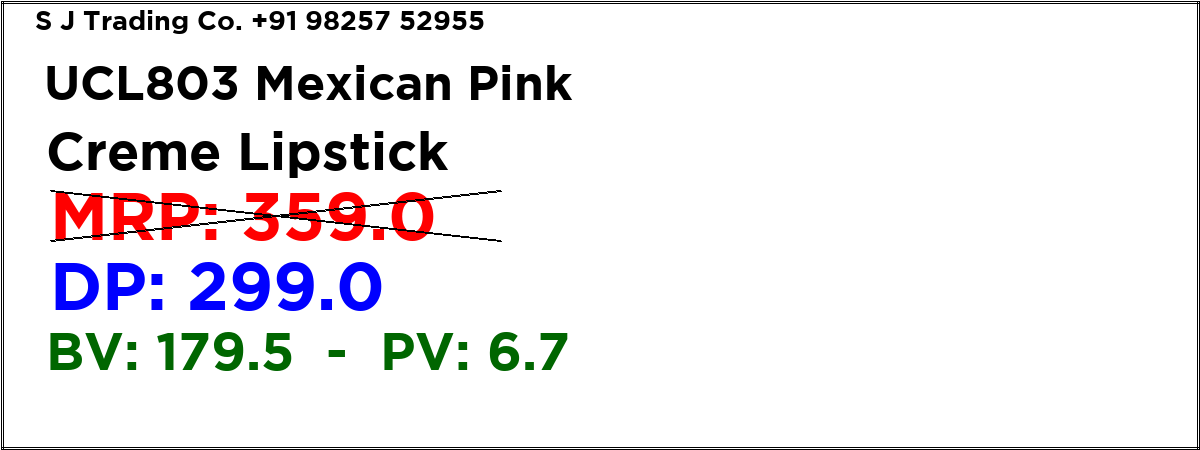 S J Trading Co. +91 98257 52955
UCL803 Mexican Pink
Creme Lipstick
MRP: 359.0
DP: 299.0
BV: 179.5 - PV: 6.7